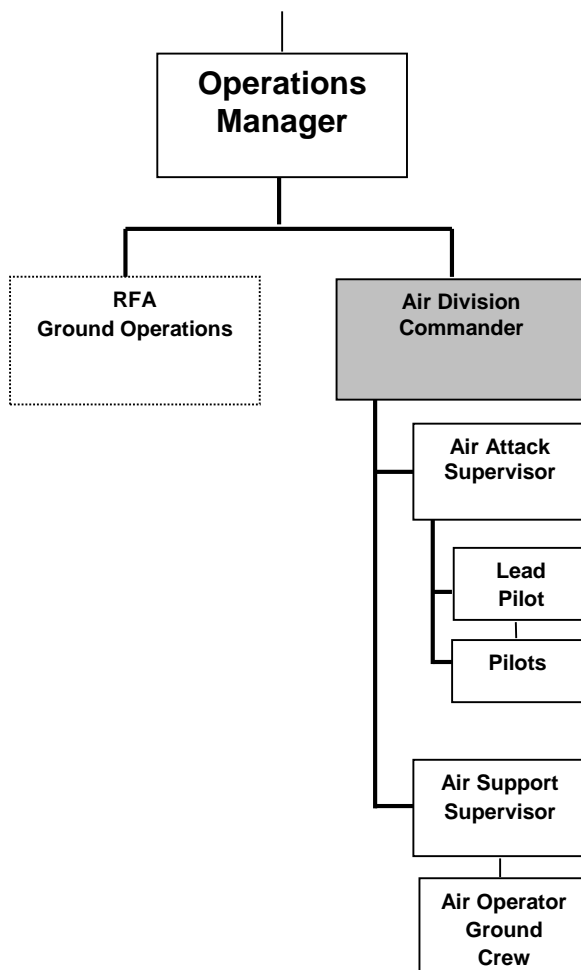 Operations
Manager
RFA
Ground Operations
Air Division
Commander
Air Attack
Supervisor
Lead
Pilot
Pilots
Air Support
Supervisor
Air Operator
Ground
Crew